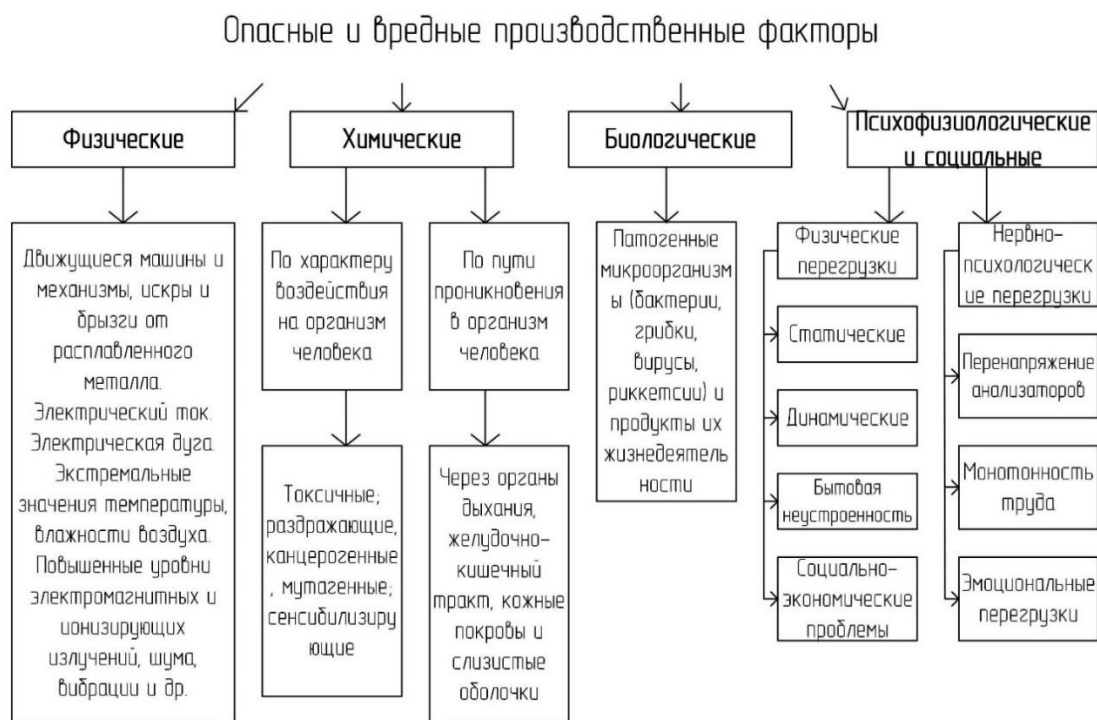 Опасные и вредные производственные факторы
Физические
Химические
Биологические
Психофизиологические
и социальные
Движущиеся машины и
механизмы, искры и
брызги от
расплавленного
металла.
Электрический ток.
Электрическая дуга.
Экстремальные
значения температуры,
влажности воздуха.
Повышенные уровни
электромагнитных и
ионизирующих
излучений, шума,
вибрации и др.
По характеру
воздействия
на организм
человека
Токсичные;
раздражающие,
канцерогенные
, мутагенные;
сенсибилизиру
ющие
По пути
проникновения
в организм
человека
Через органы
дыхания,
желудочно-
кишечный
тракт, кожные
покровы и
слизистые
оболочки
Патогенные
микроорганизм
ы (бактерии,
грибки,
вирусы,
риккетсии) и
продукты их
жизнедеятель
ности
Физические
перегрузки
Статические
Динамические
Бытовая
неустроенность
Социально-
экономические
проблемы
Нервно-
психологическ
ие перегрузки
Перенапряжение
анализаторов
Монотонность
труда
Эмоциональные
перегрузки